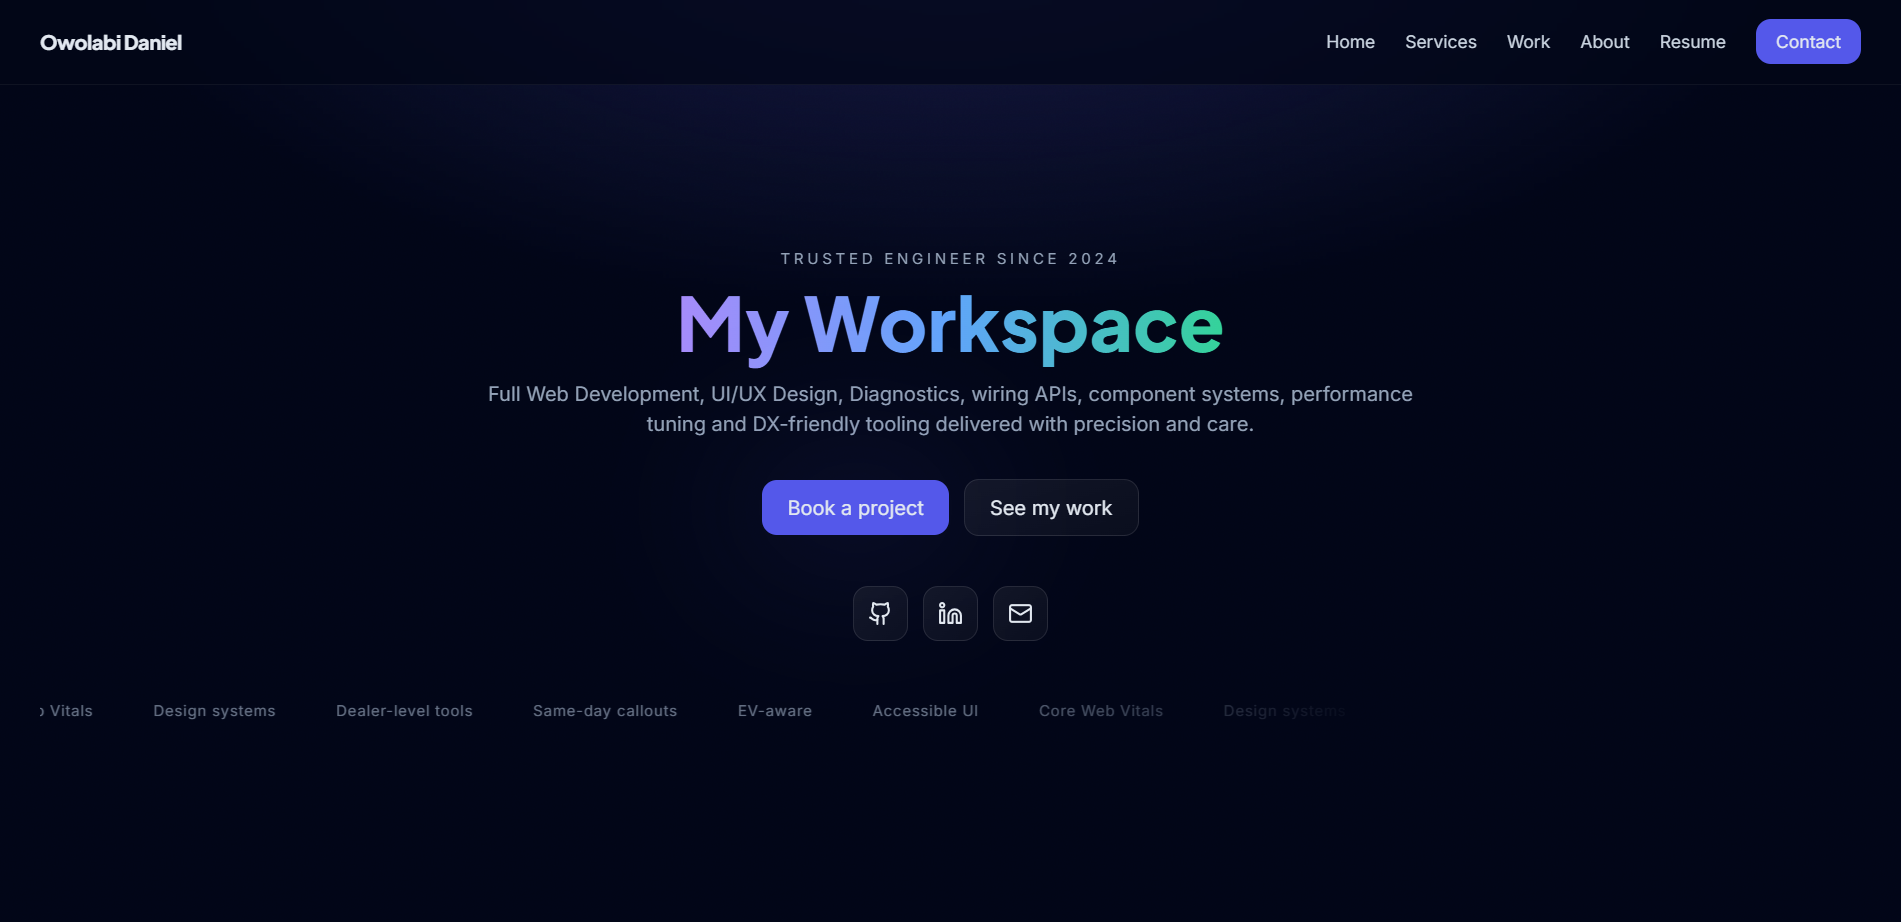 Owolabi Daniel
Home Services Work About Resume Contact
TRUSTED ENGINEER SINCE 2024
My Workspace
Full Web Development, UI/UX Design, Diagnostics, wiring APIs, component systems, performance
tuning and DX-friendly tooling delivered with precision and care.
Book a project See my work
Vitals Design systems Dealer-level tools Same-day callouts EV-aware Accessible UI Core Web Vitals Design systems